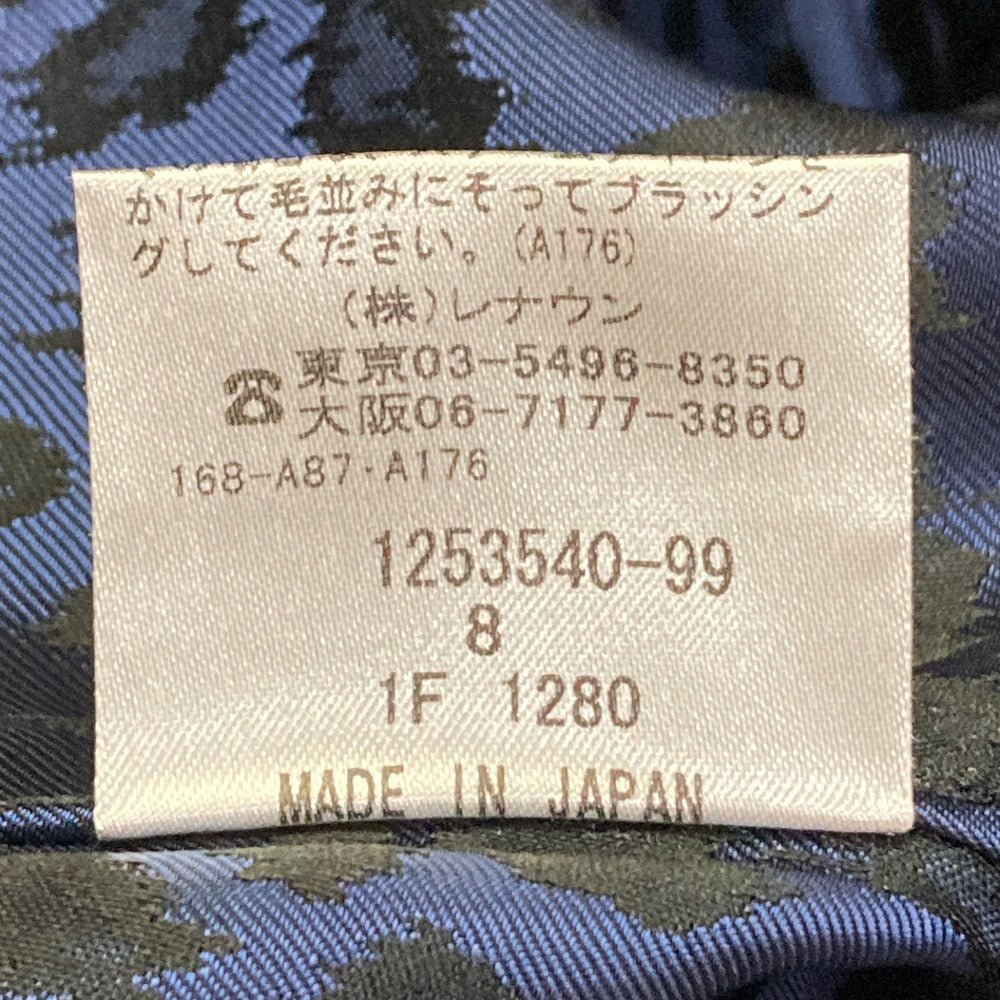 かけて毛並みにそってブラッシン
グしてください。(A176)
(株)レナウン
☎東京03-5496-8350
大阪06-7177-3860
168-A87・A176
1253540-99
8
1F 1280
MADE IN JAPAN